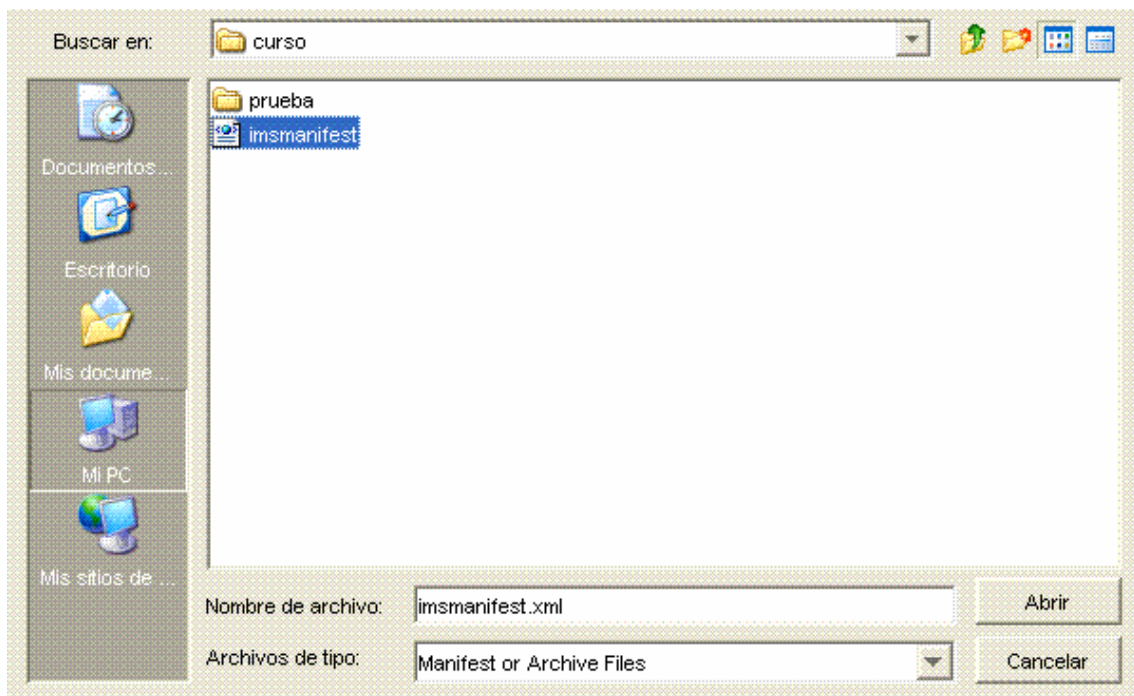 Buscar en:
curso
prueba
imsmanifest
Documentos...
Escritorio
Mis docume...
Mi PC
Mis sitios de ...
Nombre de archivo:
imsmanifest.xml
Abrir
Archivos de tipo:
Manifest or Archive Files
Cancelar